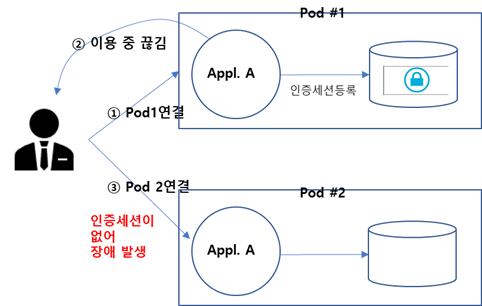 Pod #1
② 이용 중 끊김
Appl. A
인증세션등록
① Pod1연결
③ Pod 2연결
Pod #2
인증세션이
없어
장애 발생
Appl. A